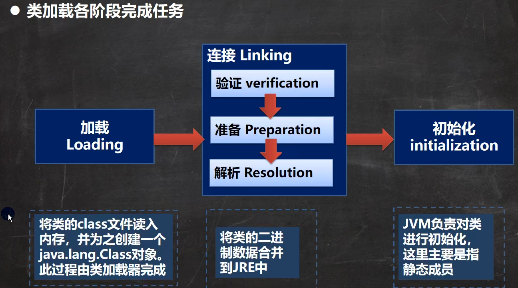 ● 类加载各阶段完成任务
连接 Linking
验证 verification
准备 Preparation
解析 Resolution
加载
Loading
初始化
initialization
将类的class文件读入
内存，并为之创建一个
java.lang.Class对象。
此过程由类加载器完成
将类的二进
制数据合并
到JRE中
JVM负责对类
进行初始化，
这里主要是指
静态成员